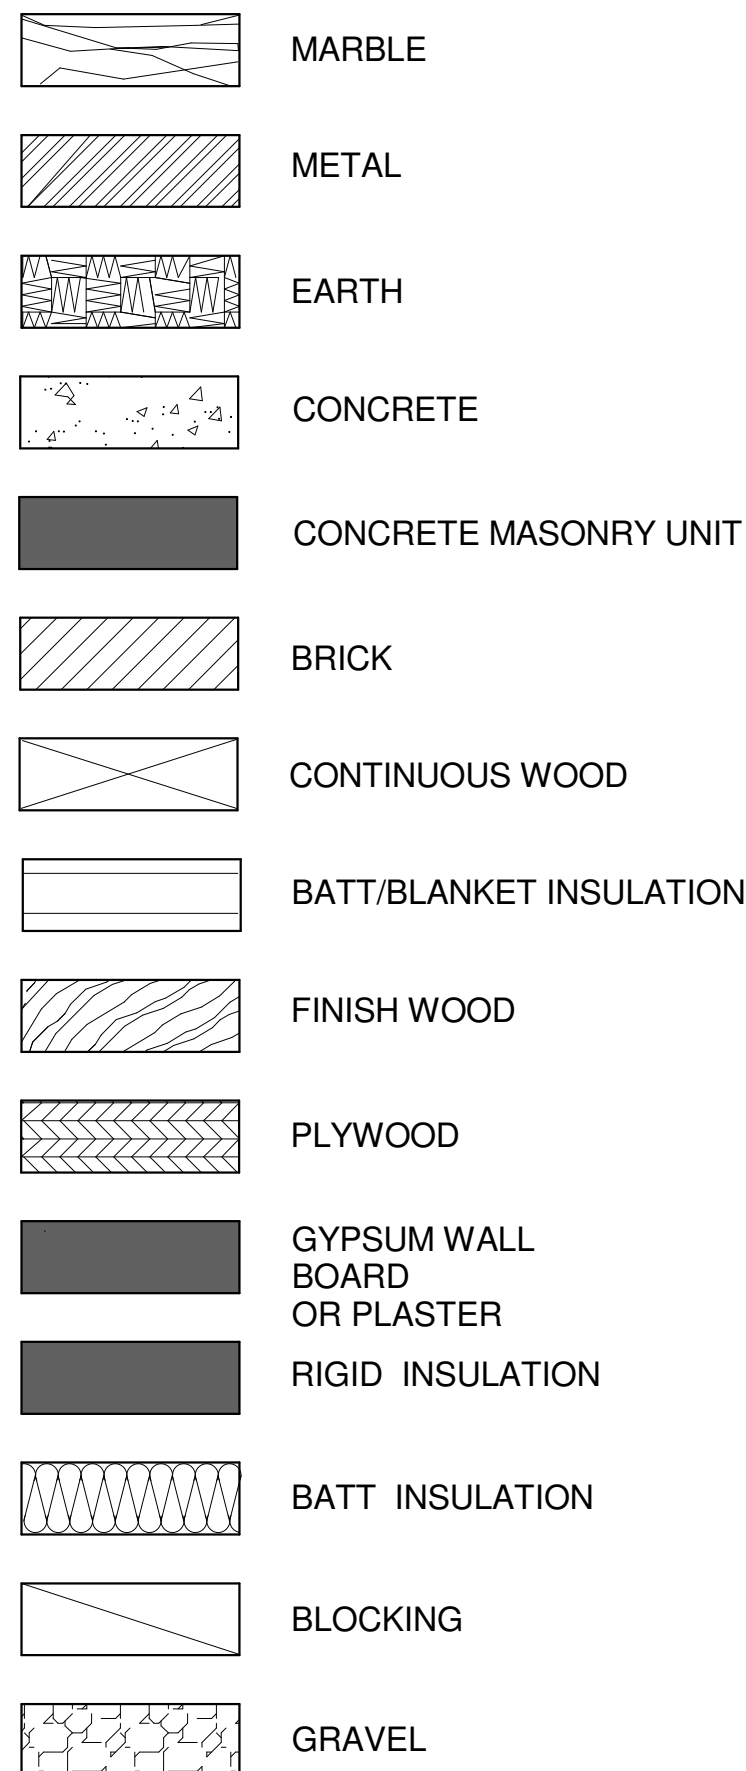 MARBLE
METAL
EARTH
CONCRETE
CONCRETE MASONRY UNIT
BRICK
CONTINUOUS WOOD
BATT/BLANKET INSULATION
FINISH WOOD
PLYWOOD
GYPSUM WALL
BOARD
OR PLASTER
RIGID INSULATION
BATT INSULATION
BLOCKING
GRAVEL